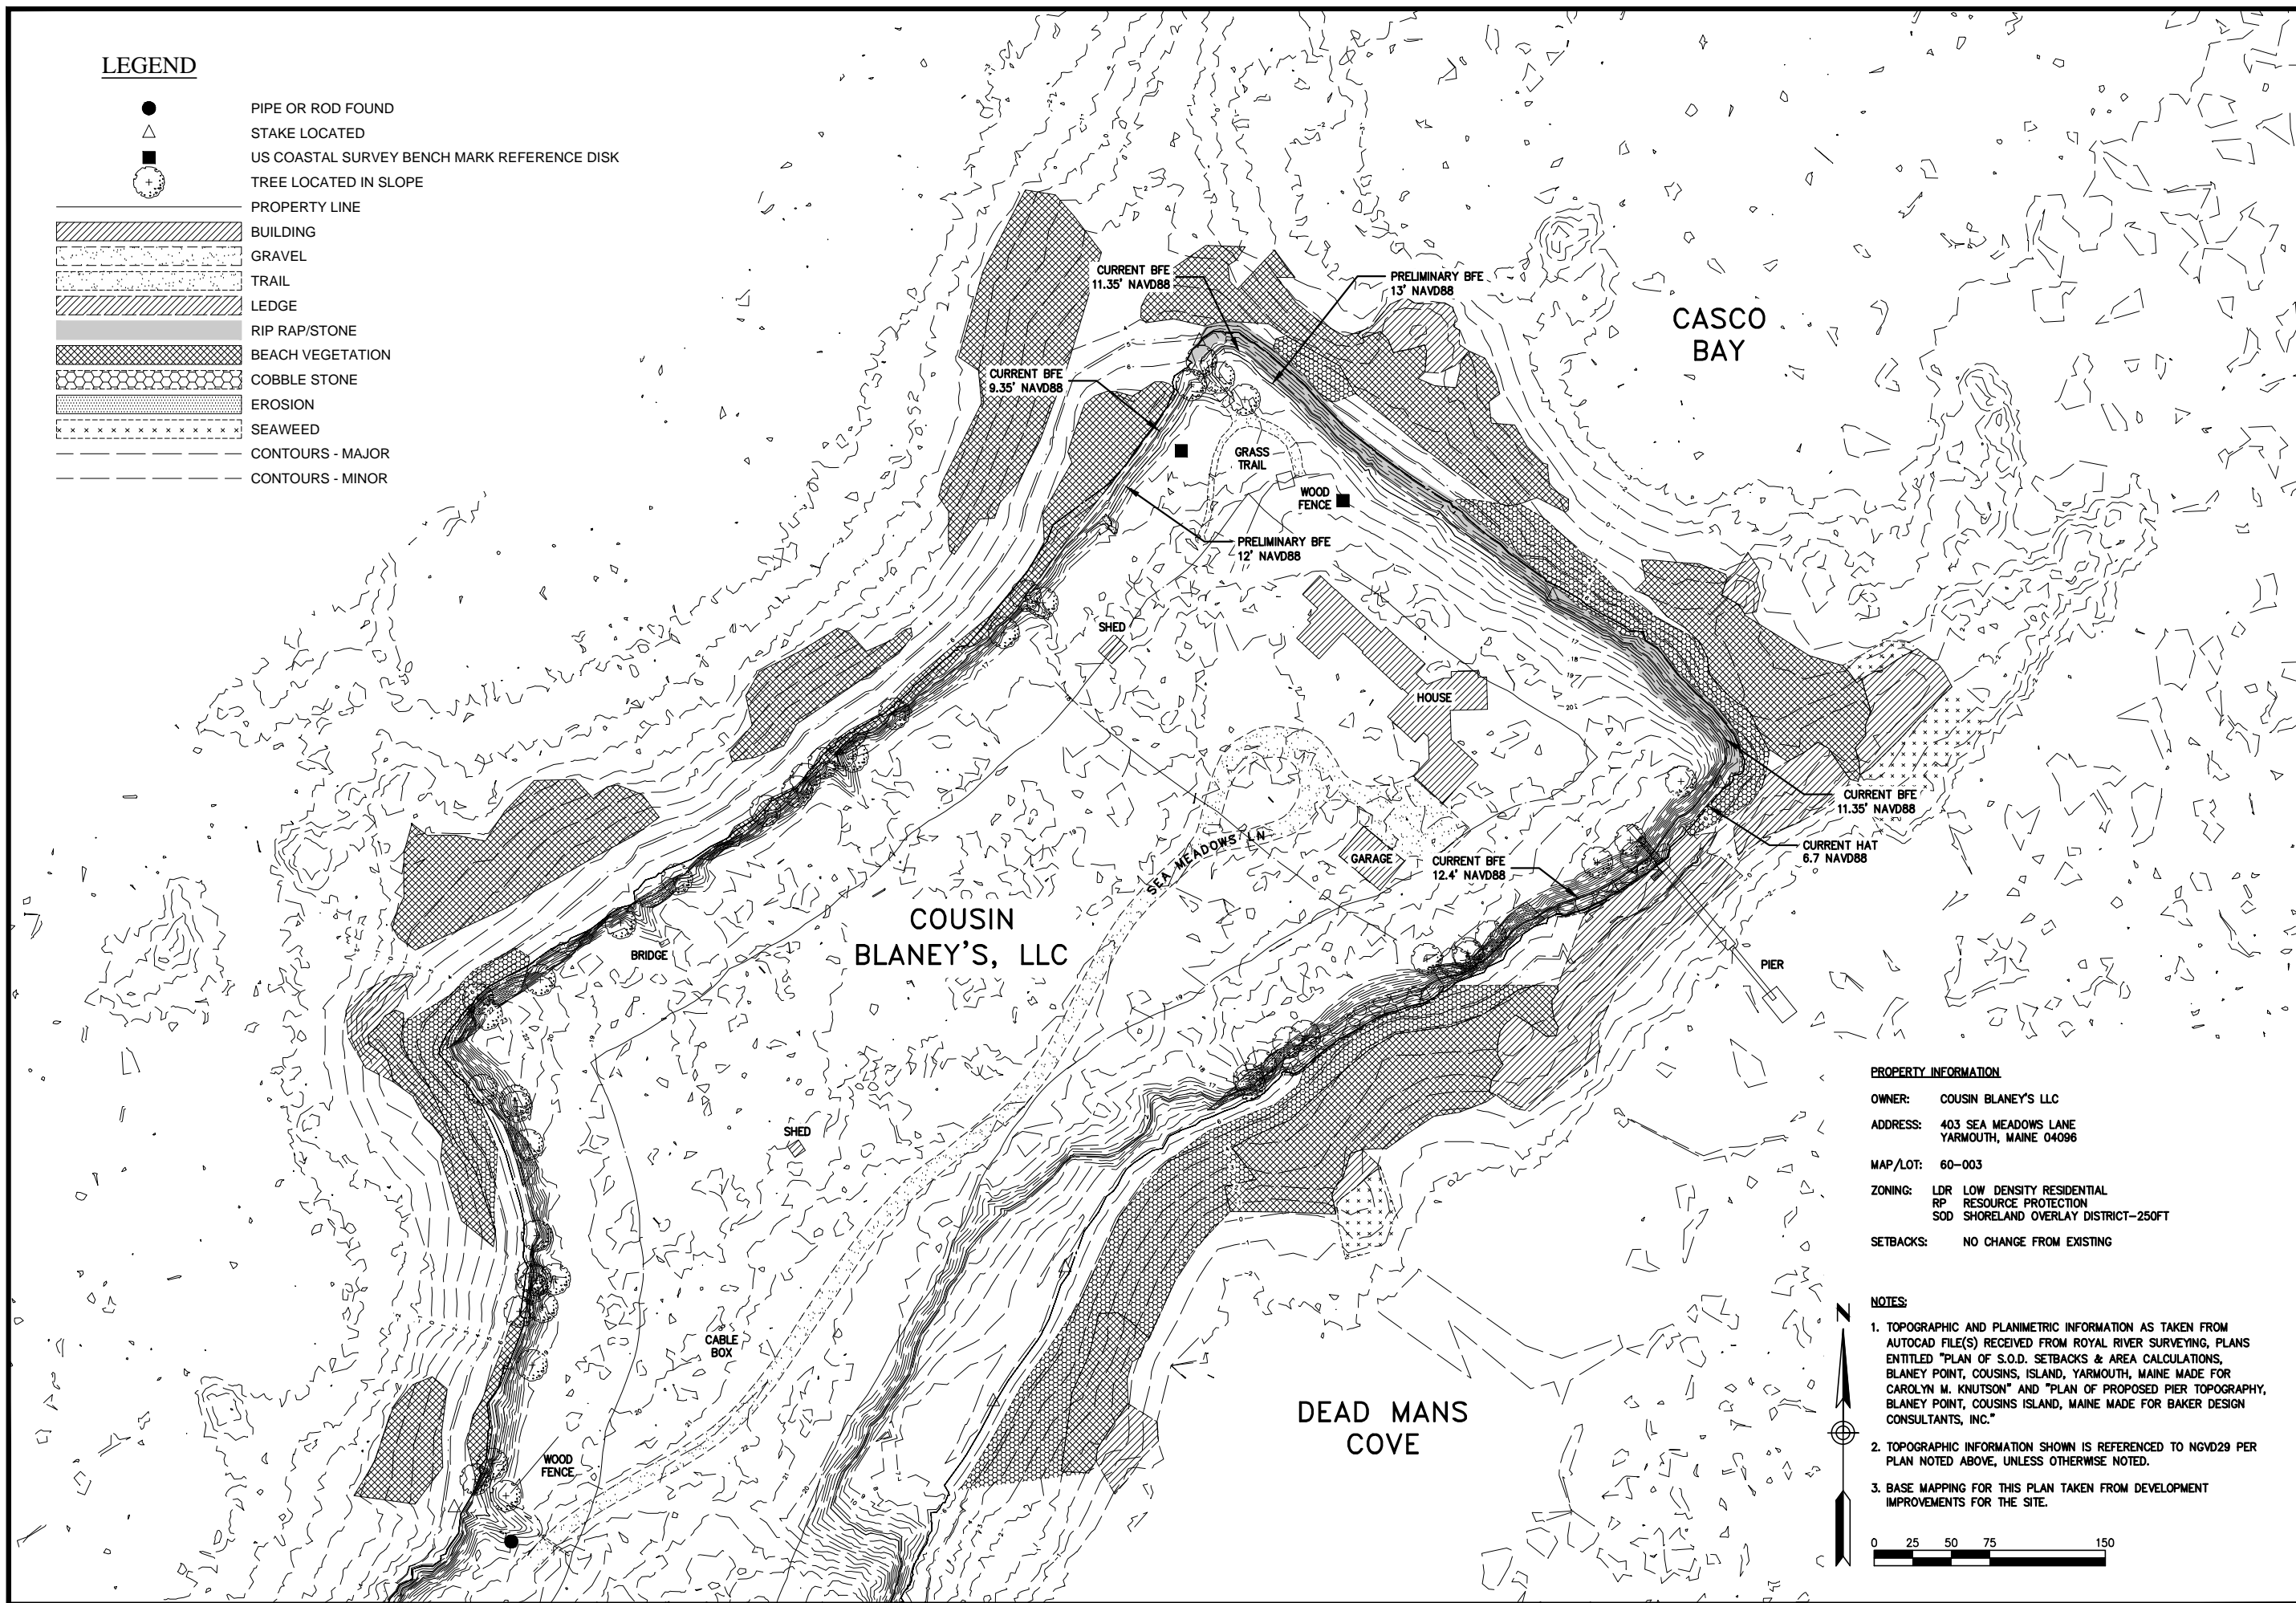 LEGEND
PIPE OR ROD FOUND
STAKE LOCATED
US COASTAL SURVEY BENCH MARK REFERENCE DISK
TREE LOCATED IN SLOPE
PROPERTY LINE
BUILDING
GRAVEL
TRAIL
LEDGE
RIP RAP/STONE
BEACH VEGETATION
COBBLE STONE
EROSION
SEAWEED
CONTOURS - MAJOR
CONTOURS - MINOR
CURRENT BFE
11.35' NAVD88
PRELIMINARY BFE
13' NAVD88
CASCO
BAY
CURRENT BFE
9.35' NAVD88
GRASS
TRAIL
WOOD
FENCE
PRELIMINARY BFE
12' NAVD88
SHED
HOUSE
CURRENT BFE
11.35' NAVD88
CURRENT HAT
6.7 NAVD88
SEA MEADOWS LN
GARAGE
CURRENT BFE
12.4' NAVD88
COUSIN
BLANEY'S, LLC
BRIDGE
PIER
SHED
CABLE
BOX
WOOD
FENCE
DEAD MANS
COVE
PROPERTY INFORMATION
OWNER: COUSIN BLANEY'S LLC
ADDRESS: 403 SEA MEADOWS LANE
YARMOUTH, MAINE 04096
MAP/LOT: 60-003
ZONING: LDR LOW DENSITY RESIDENTIAL
RP RESOURCE PROTECTION
SOD SHORELAND OVERLAY DISTRICT-250FT
SETBACKS: NO CHANGE FROM EXISTING
N
NOTES:
1. TOPOGRAPHIC AND PLANIMETRIC INFORMATION AS TAKEN FROM
AUTOCAD FILE(S) RECEIVED FROM ROYAL RIVER SURVEYING, PLANS
ENTITLED "PLAN OF S.O.D. SETBACKS & AREA CALCULATIONS,
BLANEY POINT, COUSINS, ISLAND, YARMOUTH, MAINE MADE FOR
CAROLYN M. KNUTSON" AND "PLAN OF PROPOSED PIER TOPOGRAPHY,
BLANEY POINT, COUSINS ISLAND, MAINE MADE FOR BAKER DESIGN
CONSULTANTS, INC."
2. TOPOGRAPHIC INFORMATION SHOWN IS REFERENCED TO NGVD29 PER
PLAN NOTED ABOVE, UNLESS OTHERWISE NOTED.
3. BASE MAPPING FOR THIS PLAN TAKEN FROM DEVELOPMENT
IMPROVEMENTS FOR THE SITE.
0 25 50 75 150